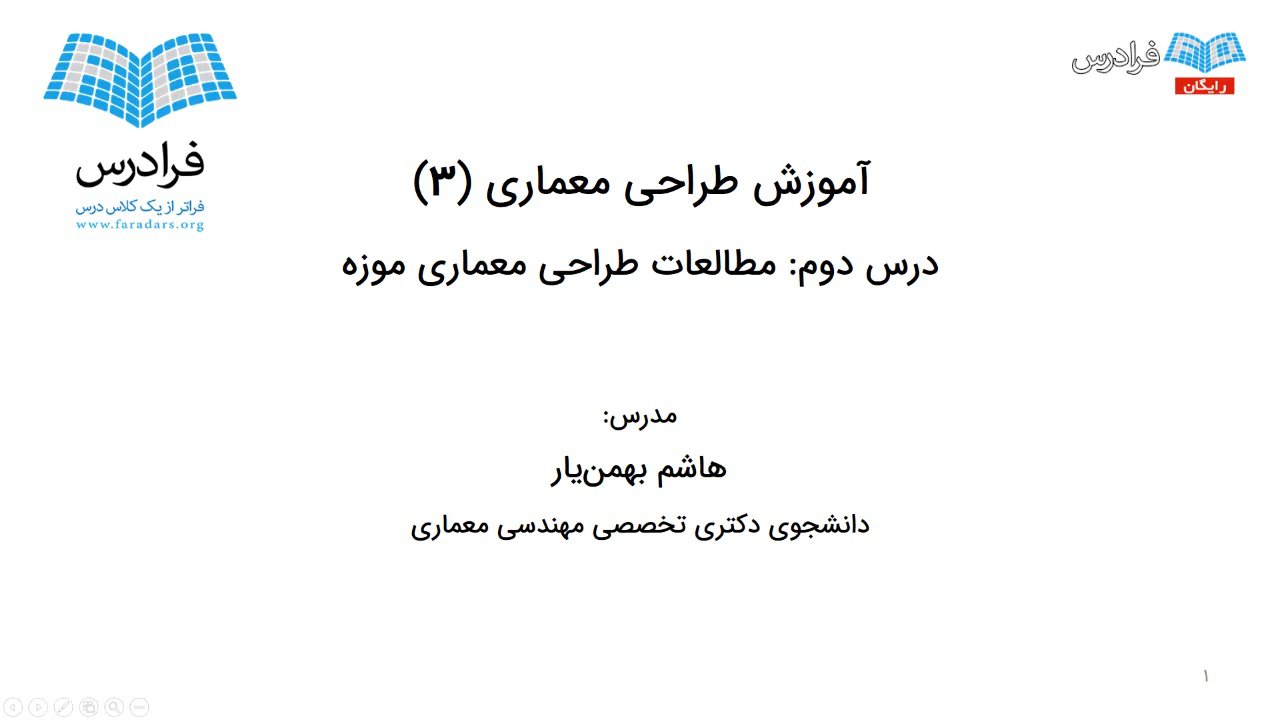 فرادرس
رایگان
فرادرس
فراتر از یک کلاس درس
www.faradars.org
آموزش طراحی معماری (۳)
درس دوم: مطالعات طراحی معماری موزه
مدرس:
هاشم بهمن‌یار
دانشجوی دکتری تخصصی مهندسی معماری
۱